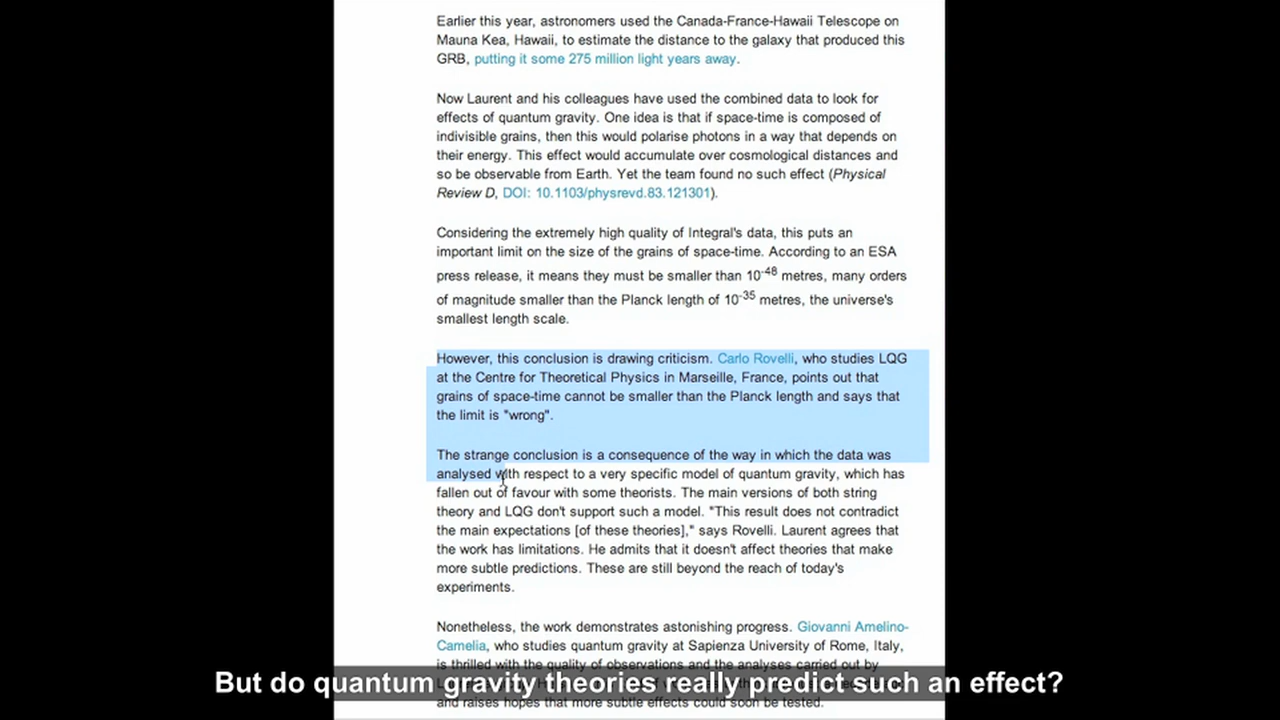 Earlier this year, astronomers used the Canada-France-Hawaii Telescope on
Mauna Kea, Hawaii, to estimate the distance to the galaxy that produced this
GRB, putting it some 275 million light years away.
Now Laurent and his colleagues have used the combined data to look for
effects of quantum gravity. One idea is that if space-time is composed of
indivisible grains, then this would polarise photons in a way that depends on
their energy. This effect would accumulate over cosmological distances and
so be observable from Earth. Yet the team found no such effect (Physical
Review D, DOI: 10.1103/physrevd.83.121301).
Considering the extremely high quality of Integral's data, this puts an
important limit on the size of the grains of space-time. According to an ESA
press release, it means they must be smaller than 10⁻⁴⁸ metres, many orders
of magnitude smaller than the Planck length of 10⁻³⁵ metres, the universe's
smallest length scale.
However, this conclusion is drawing criticism. Carlo Rovelli, who studies LQG
at the Centre for Theoretical Physics in Marseille, France, points out that
grains of space-time cannot be smaller than the Planck length and says that
the limit is "wrong".
The strange conclusion is a consequence of the way in which the data was
analysed with respect to a very specific model of quantum gravity, which has
fallen out of favour with some theorists. The main versions of both string
theory and LQG don't support such a model. "This result does not contradict
the main expectations [of these theories]," says Rovelli. Laurent agrees that
the work has limitations. He admits that it doesn't affect theories that make
more subtle predictions. These are still beyond the reach of today's
experiments.
Nonetheless, the work demonstrates astonishing progress. Giovanni Amelino-
Camelia, who studies quantum gravity at Sapienza University of Rome, Italy,
is thrilled with the quality of observations and the analyses carried out by
But do quantum gravity theories really predict such an effect?
and raises hopes that more subtle effects could soon be tested.